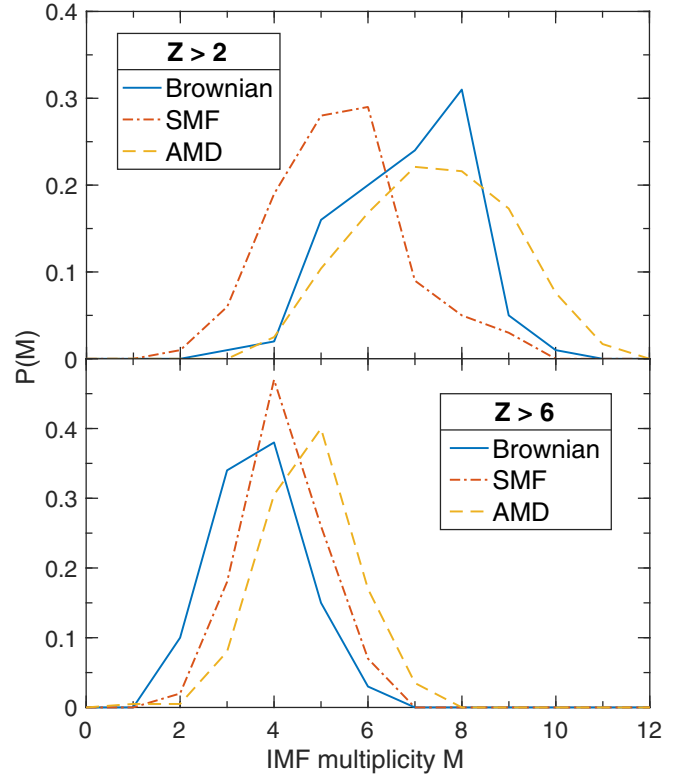 0.4
Z > 2
Brownian
SMF
AMD
0.3
0.2
0.1
0
P(M)
Z > 6
Brownian
SMF
AMD
0.4
0.3
0.2
0.1
0
0 2 4 6 8 10 12
IMF multiplicity M